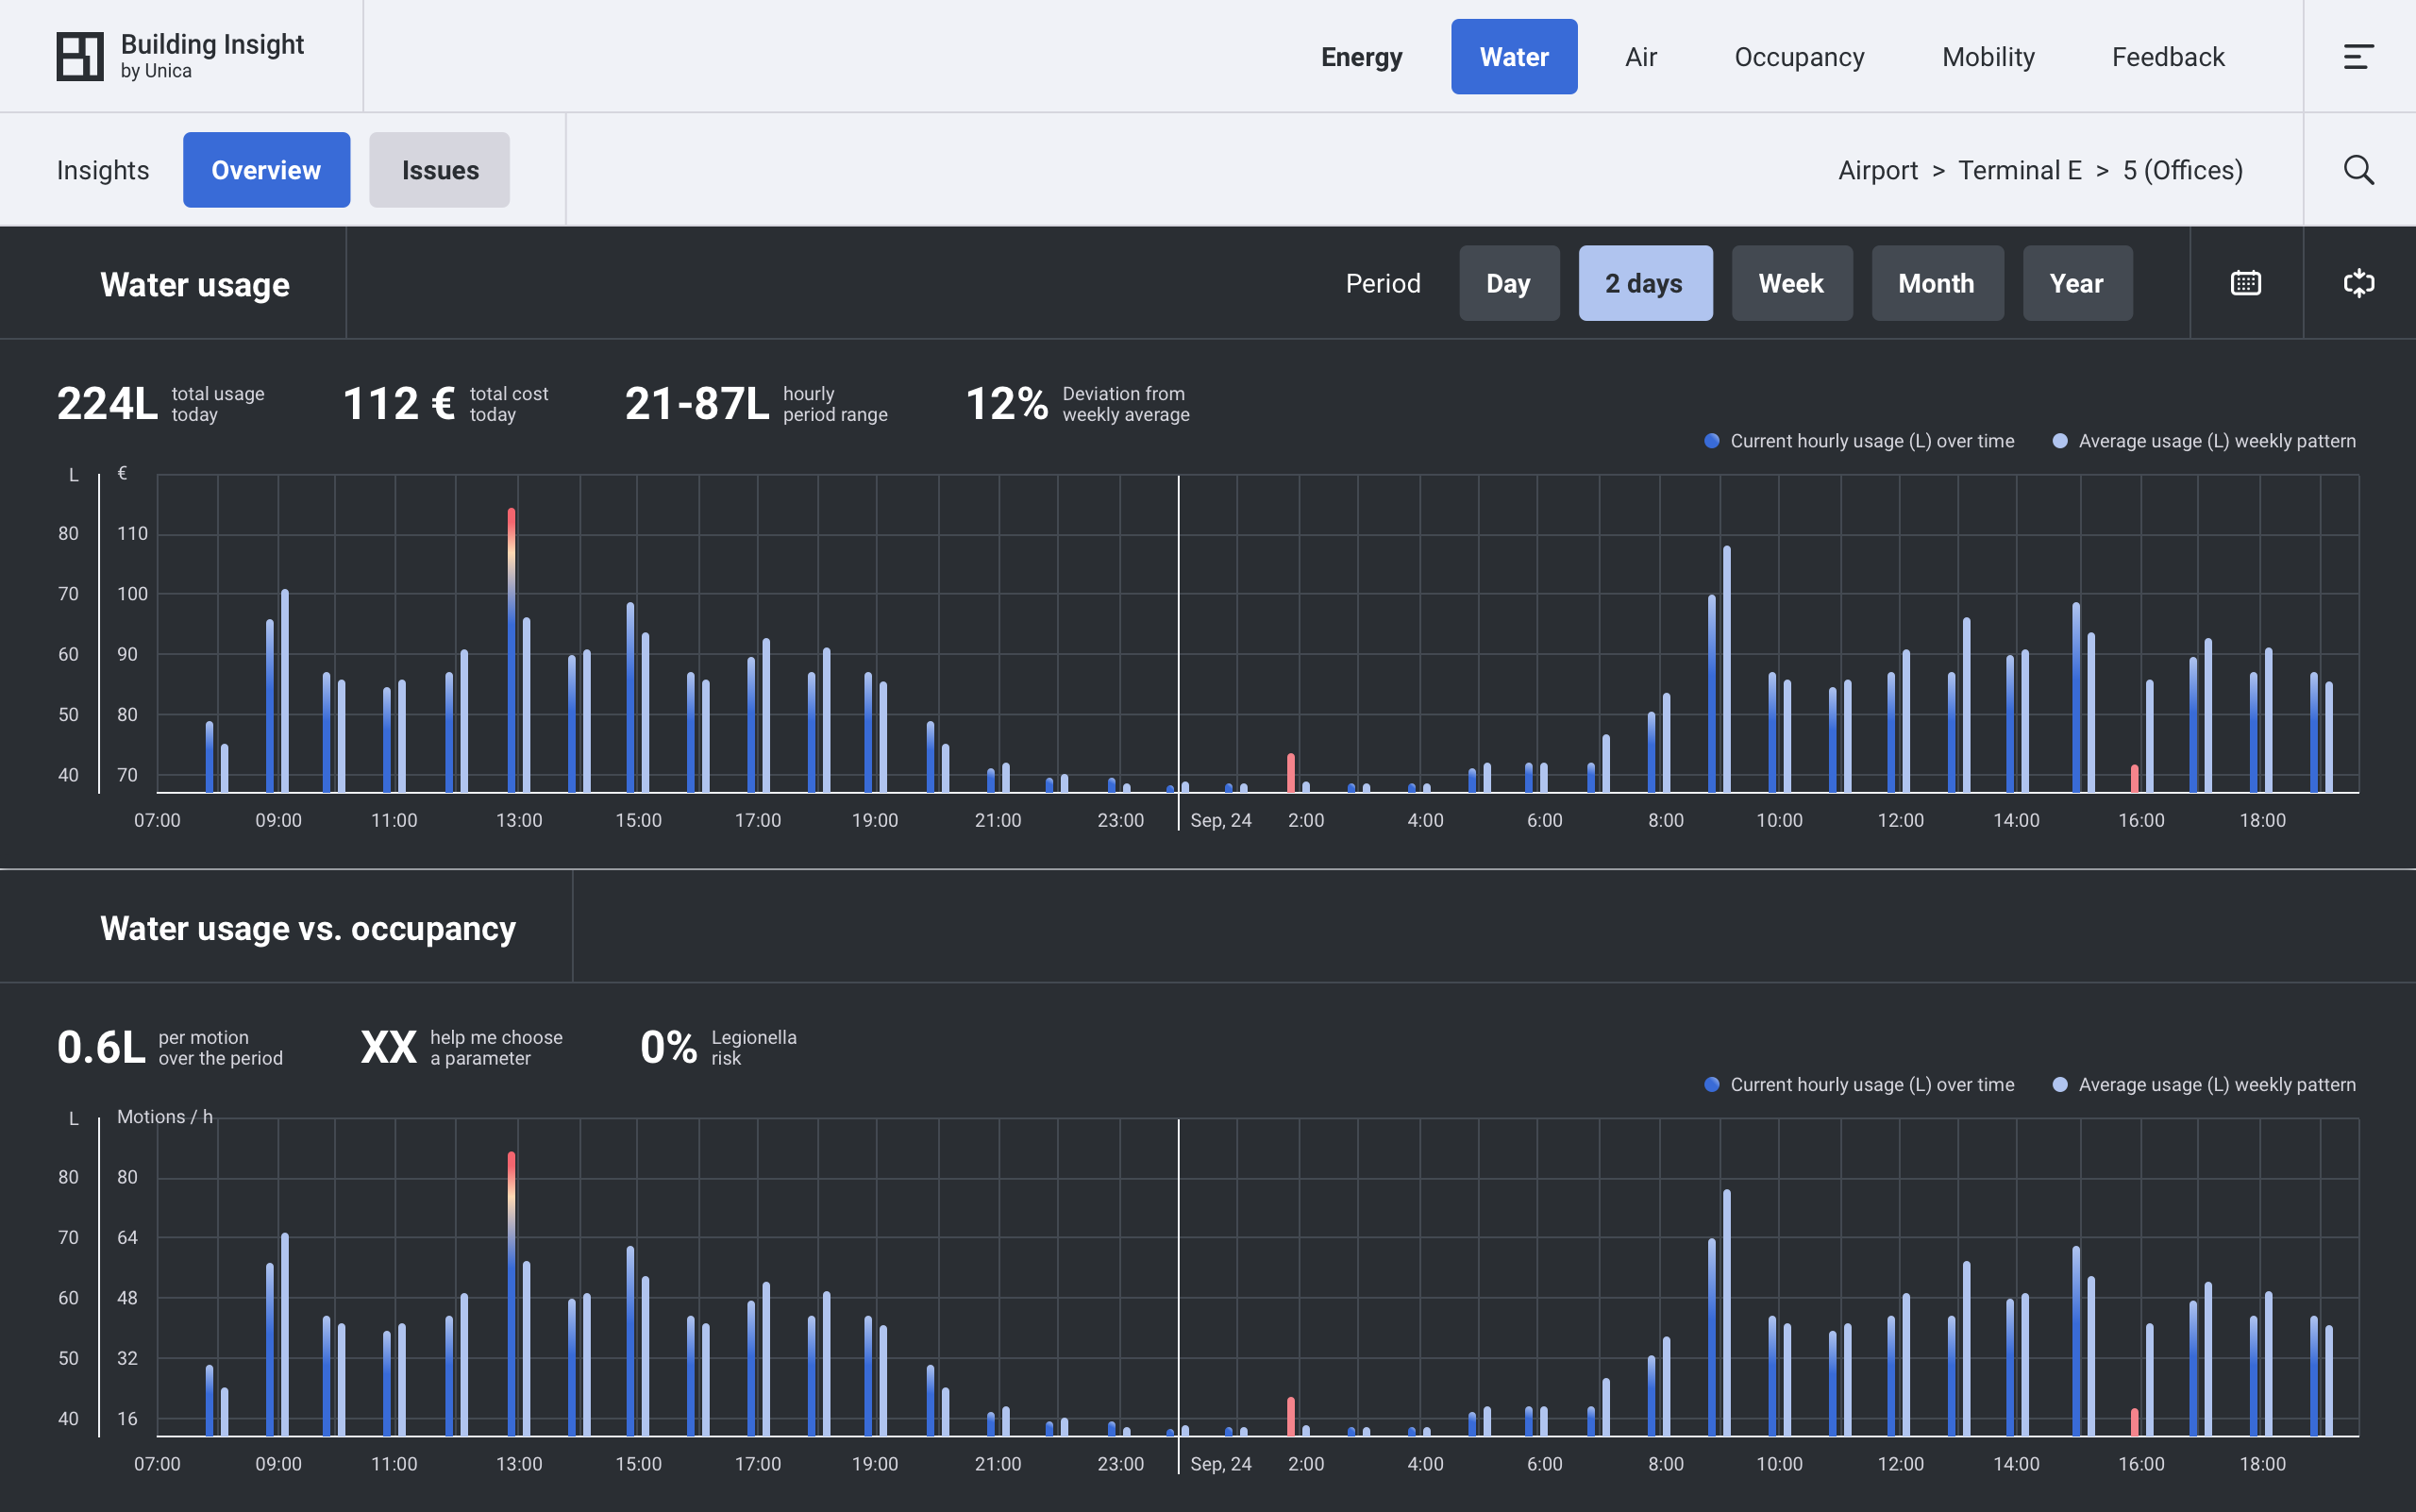 Building Insight
by Unica
Energy Water Air Occupancy Mobility Feedback
Insights Overview Issues
Airport > Terminal E > 5 (Offices)
Water usage
Period Day 2 days Week Month Year
224L total usage today
112 € total cost today
21-87L hourly period range
12% Deviation from weekly average
Current hourly usage (L) over time Average usage (L) weekly pattern
L €
80 110
70 100
60 90
50 80
40 70
07:00 09:00 11:00 13:00 15:00 17:00 19:00 21:00 23:00 Sep, 24 2:00 4:00 6:00 8:00 10:00 12:00 14:00 16:00 18:00
Water usage vs. occupancy
0.6L per motion over the period
XX help me choose a parameter
0% Legionella risk
Current hourly usage (L) over time Average usage (L) weekly pattern
L Motions / h
80 80
70 64
60 48
50 32
40 16
07:00 09:00 11:00 13:00 15:00 17:00 19:00 21:00 23:00 Sep, 24 2:00 4:00 6:00 8:00 10:00 12:00 14:00 16:00 18:00